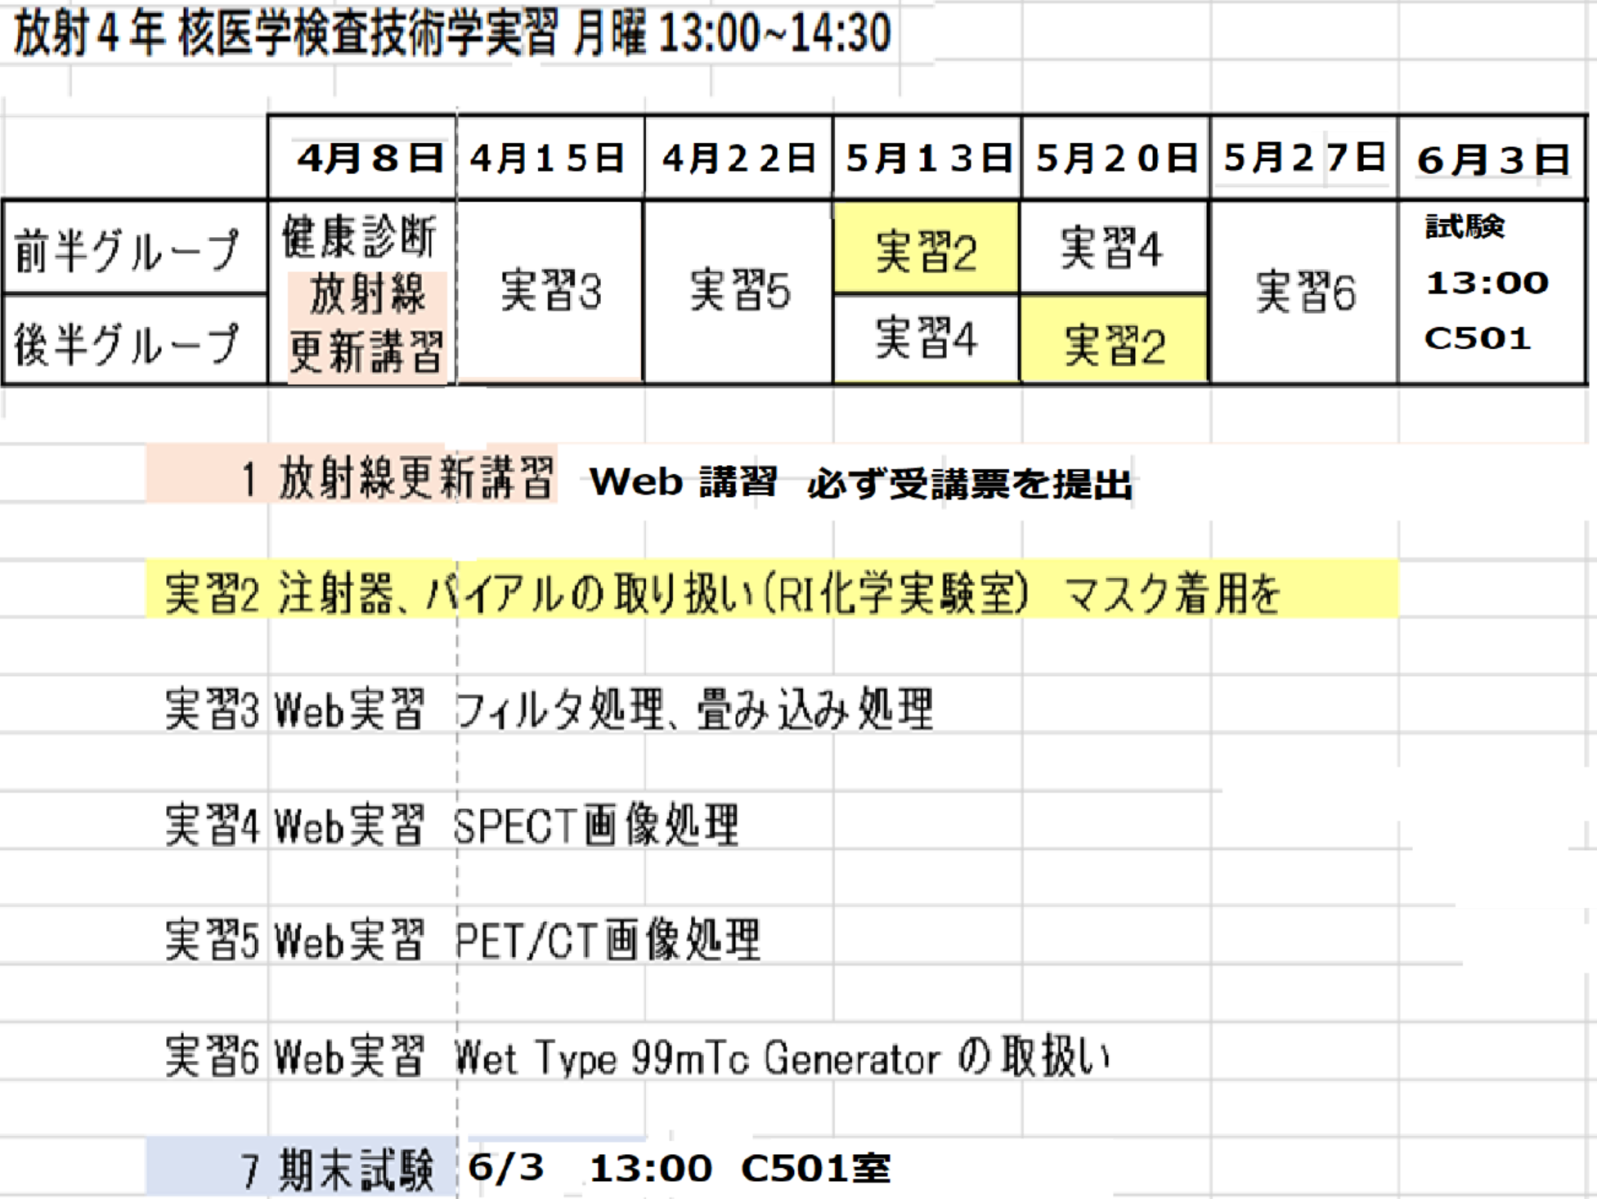 放射4年 核医学検査技術学実習 月曜 13:00~14:30
4月8日 4月15日 4月22日 5月13日 5月20日 5月27日 6月3日
前半グループ 健康診断 放射線 更新講習 実習3 実習5 実習2 実習4 実習6 試験 13:00 C501
後半グループ 実習4 実習2
1 放射線更新講習 Web 講習 必ず受講票を提出
実習2 注射器、バイアルの取り扱い(RI化学実験室) マスク着用を
実習3 Web実習 フィルタ処理、畳み込み処理
実習4 Web実習 SPECT画像処理
実習5 Web実習 PET/CT画像処理
実習6 Web実習 Wet Type 99mTc Generator の取扱い
7 期末試験 6/3 13:00 C501室